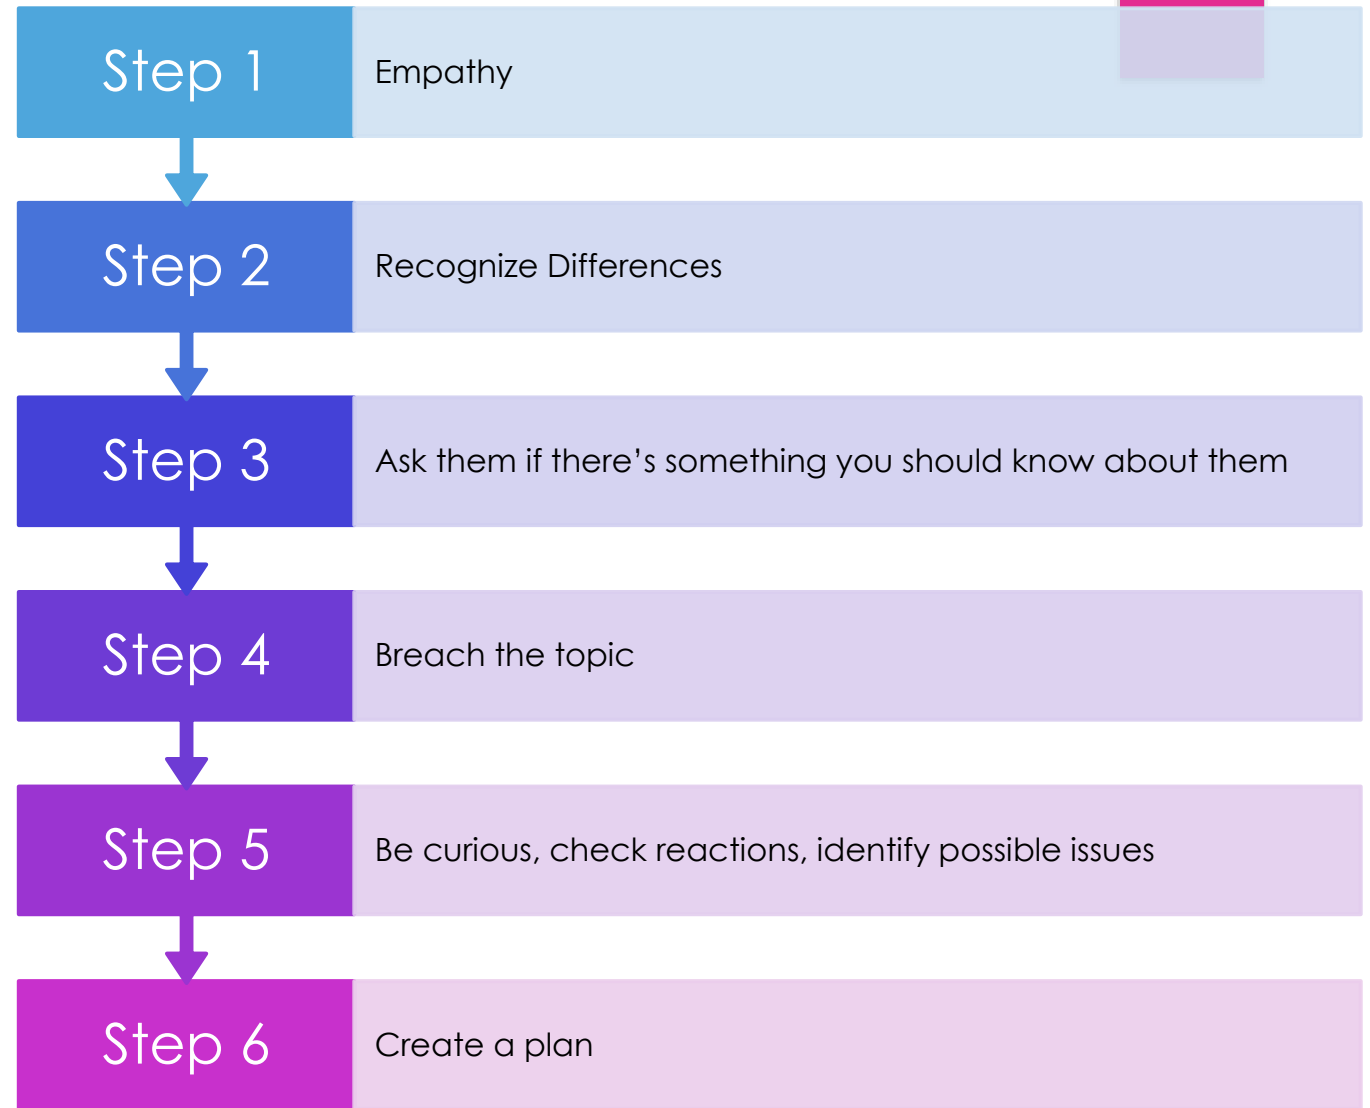 Step 1
Empathy
Step 2
Recognize Differences
Step 3
Ask them if there’s something you should know about them
Step 4
Breach the topic
Step 5
Be curious, check reactions, identify possible issues
Step 6
Create a plan